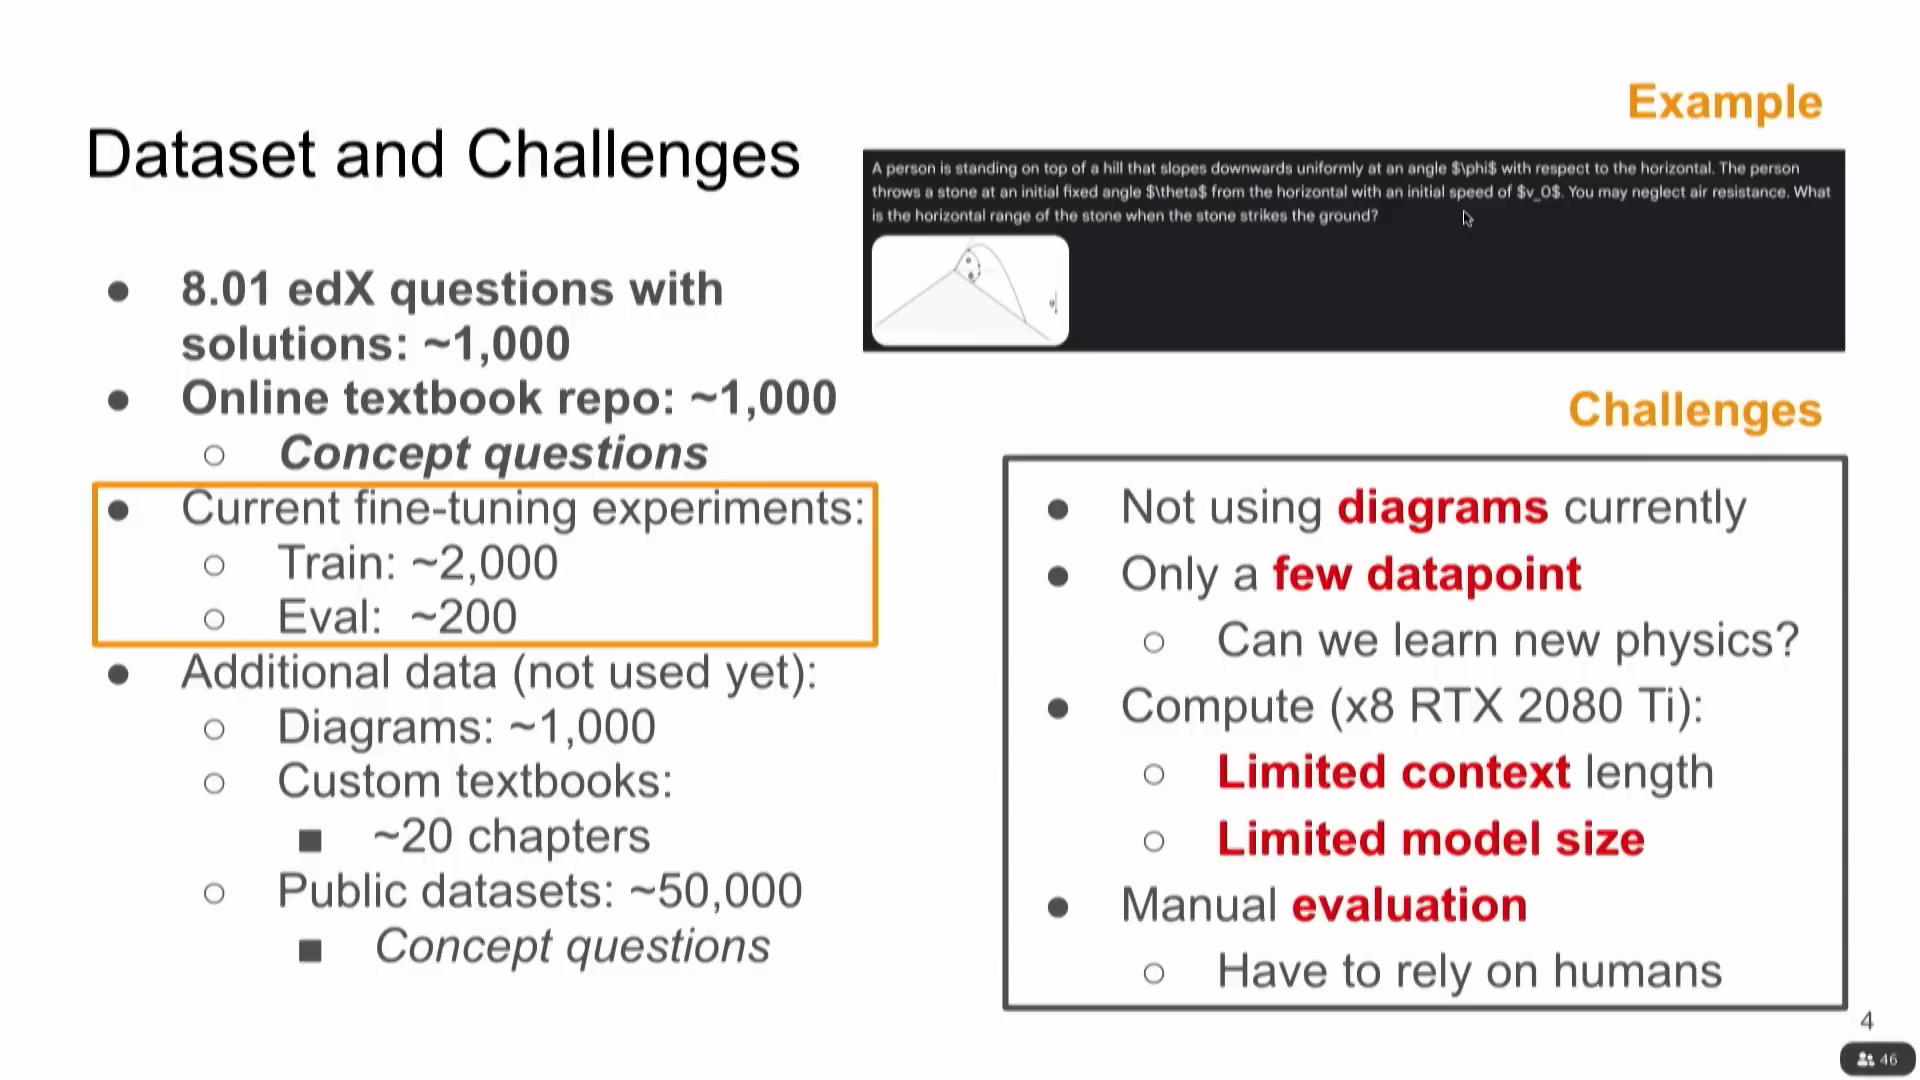 Dataset and Challenges
● 8.01 edX questions with
solutions: ~1,000
● Online textbook repo: ~1,000
○ Concept questions
● Current fine-tuning experiments:
○ Train: ~2,000
○ Eval: ~200
● Additional data (not used yet):
○ Diagrams: ~1,000
○ Custom textbooks:
■ ~20 chapters
○ Public datasets: ~50,000
■ Concept questions
Example
A person is standing on top of a hill that slopes downwards uniformly at an angle $\phi$ with respect to the horizontal. The person
throws a stone at an initial fixed angle $\theta$ from the horizontal with an initial speed of $v_0$. You may neglect air resistance. What
is the horizontal range of the stone when the stone strikes the ground?
Challenges
● Not using diagrams currently
● Only a few datapoint
○ Can we learn new physics?
● Compute (x8 RTX 2080 Ti):
○ Limited context length
○ Limited model size
● Manual evaluation
○ Have to rely on humans
4
46